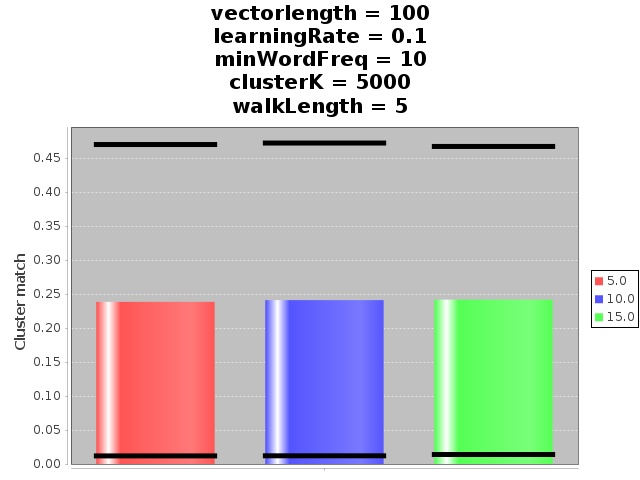 vectorlength = 100
learningRate = 0.1
minWordFreq = 10
clusterK = 5000
walkLength = 5
Cluster match
0.45
0.40
0.35
0.30
0.25
0.20
0.15
0.10
0.05
0.00
5.0
10.0
15.0